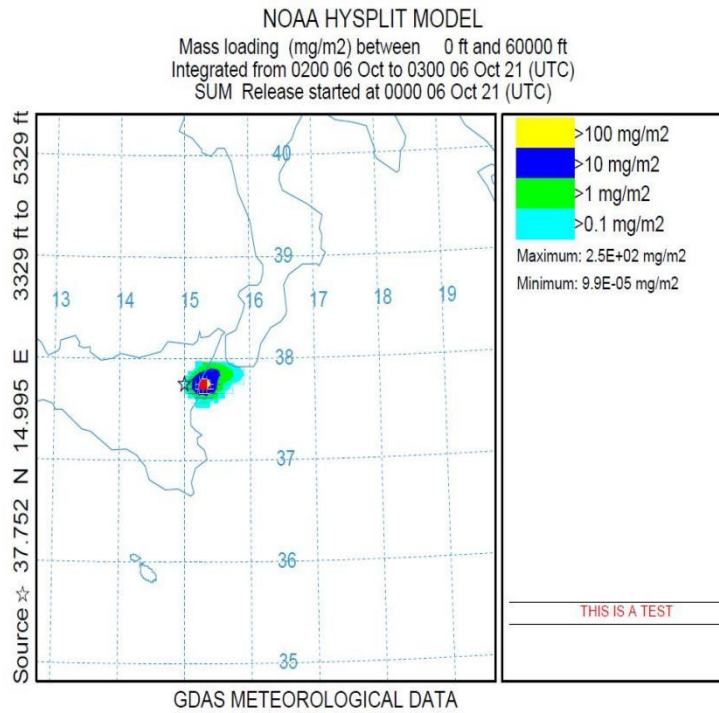 NOAA HYSPLIT MODEL
Mass loading (mg/m2) between 0 ft and 60000 ft
Integrated from 0200 06 Oct to 0300 06 Oct 21 (UTC)
SUM Release started at 0000 06 Oct 21 (UTC)
Source ☆ 37.752 N 14.995 E 3329 ft to 5329 ft
40
39
13 14 15 16 17 18 19
38
37
36
35
>100 mg/m2
>10 mg/m2
>1 mg/m2
>0.1 mg/m2
Maximum: 2.5E+02 mg/m2
Minimum: 9.9E-05 mg/m2
THIS IS A TEST
GDAS METEOROLOGICAL DATA